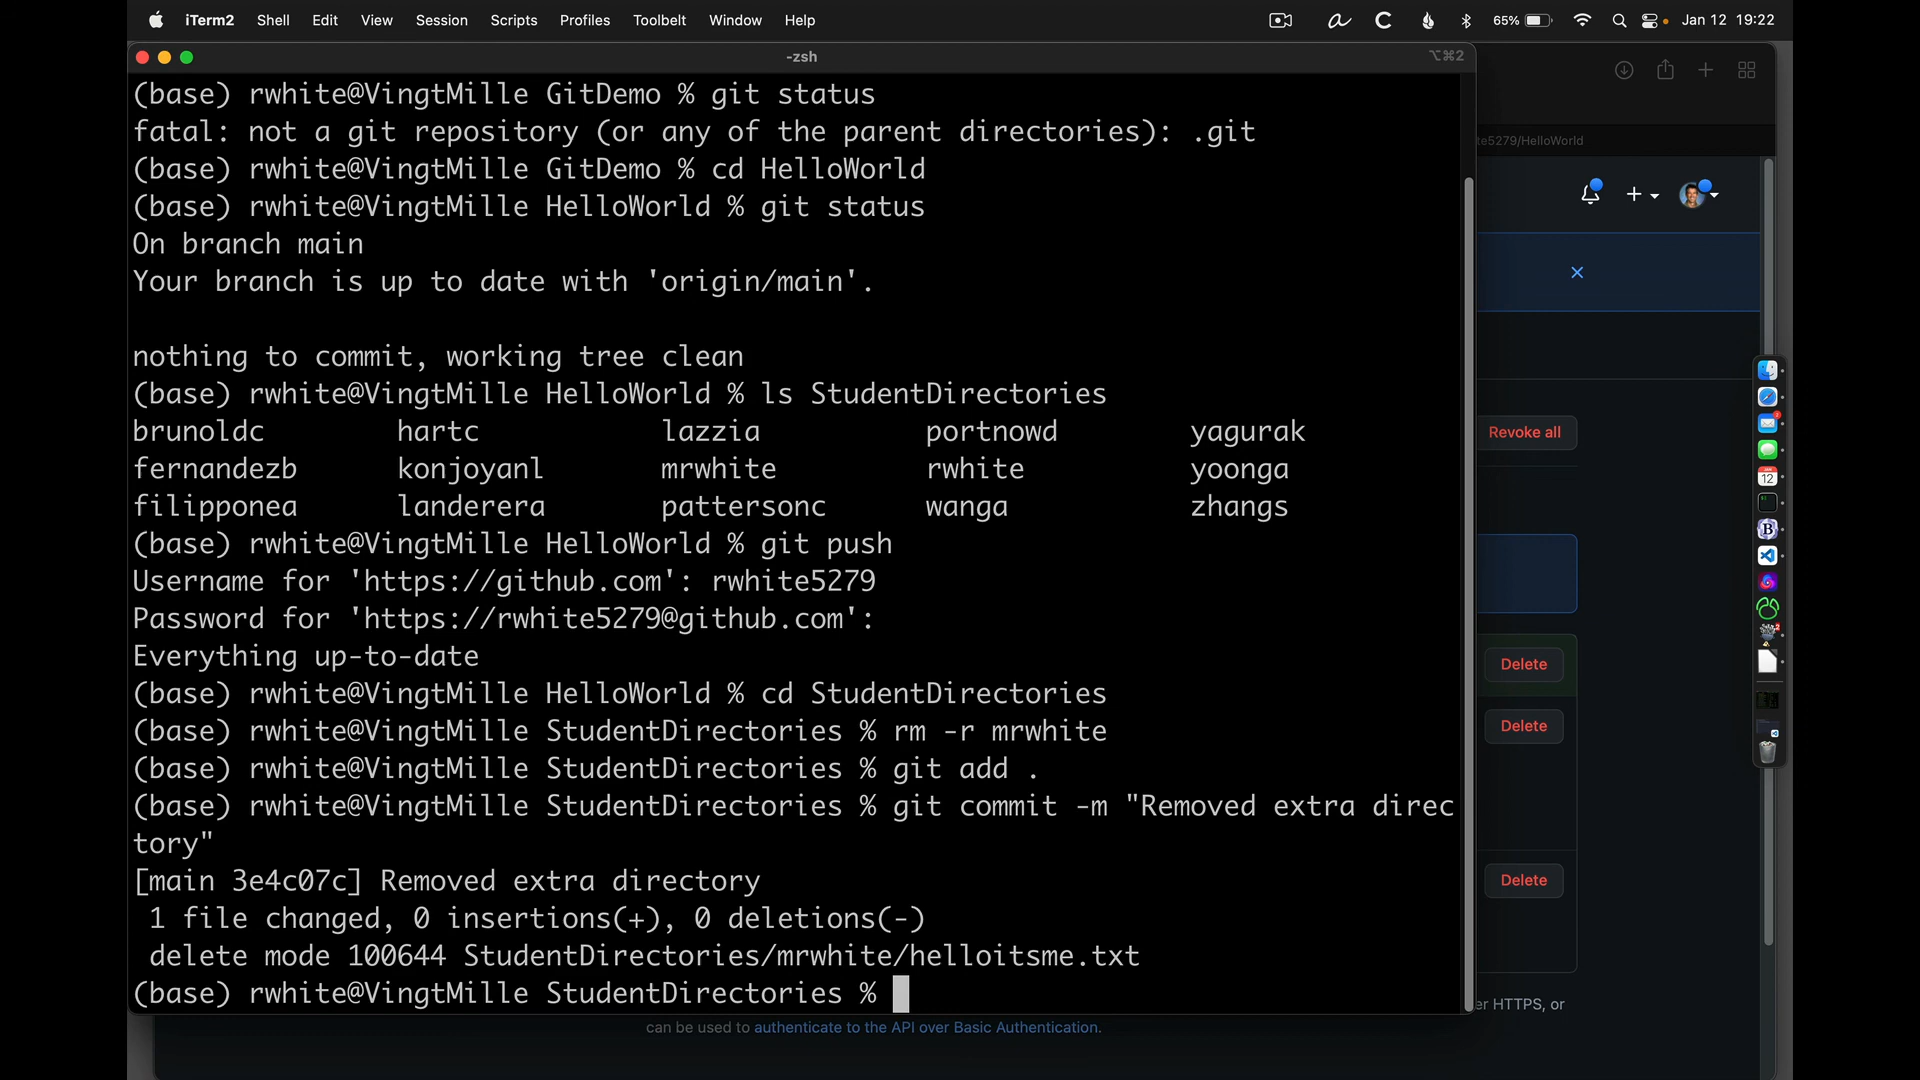 iTerm2 Shell Edit View Session Scripts Profiles Toolbelt Window Help 65% Jan 12 19:22
-zsh ⌥⌘2
(base) rwhite@VingtMille GitDemo % git status
fatal: not a git repository (or any of the parent directories): .git
te5279/HelloWorld
(base) rwhite@VingtMille GitDemo % cd HelloWorld
(base) rwhite@VingtMille HelloWorld % git status
On branch main
Your branch is up to date with 'origin/main'.
nothing to commit, working tree clean
(base) rwhite@VingtMille HelloWorld % ls StudentDirectories
brunoldc hartc lazzia portnowd yagurak
Revoke all
fernandezb konjoyanl mrwhite rwhite yoonga
filipponea landerera pattersonc wanga zhangs
(base) rwhite@VingtMille HelloWorld % git push
Username for 'https://github.com': rwhite5279
Password for 'https://rwhite5279@github.com':
Everything up-to-date
Delete
(base) rwhite@VingtMille HelloWorld % cd StudentDirectories
(base) rwhite@VingtMille StudentDirectories % rm -r mrwhite
Delete
(base) rwhite@VingtMille StudentDirectories % git add .
(base) rwhite@VingtMille StudentDirectories % git commit -m "Removed extra direc
tory"
[main 3e4c07c] Removed extra directory
Delete
1 file changed, 0 insertions(+), 0 deletions(-)
delete mode 100644 StudentDirectories/mrwhite/helloitsme.txt
(base) rwhite@VingtMille StudentDirectories %
er HTTPS, or
can be used to authenticate to the API over Basic Authentication.